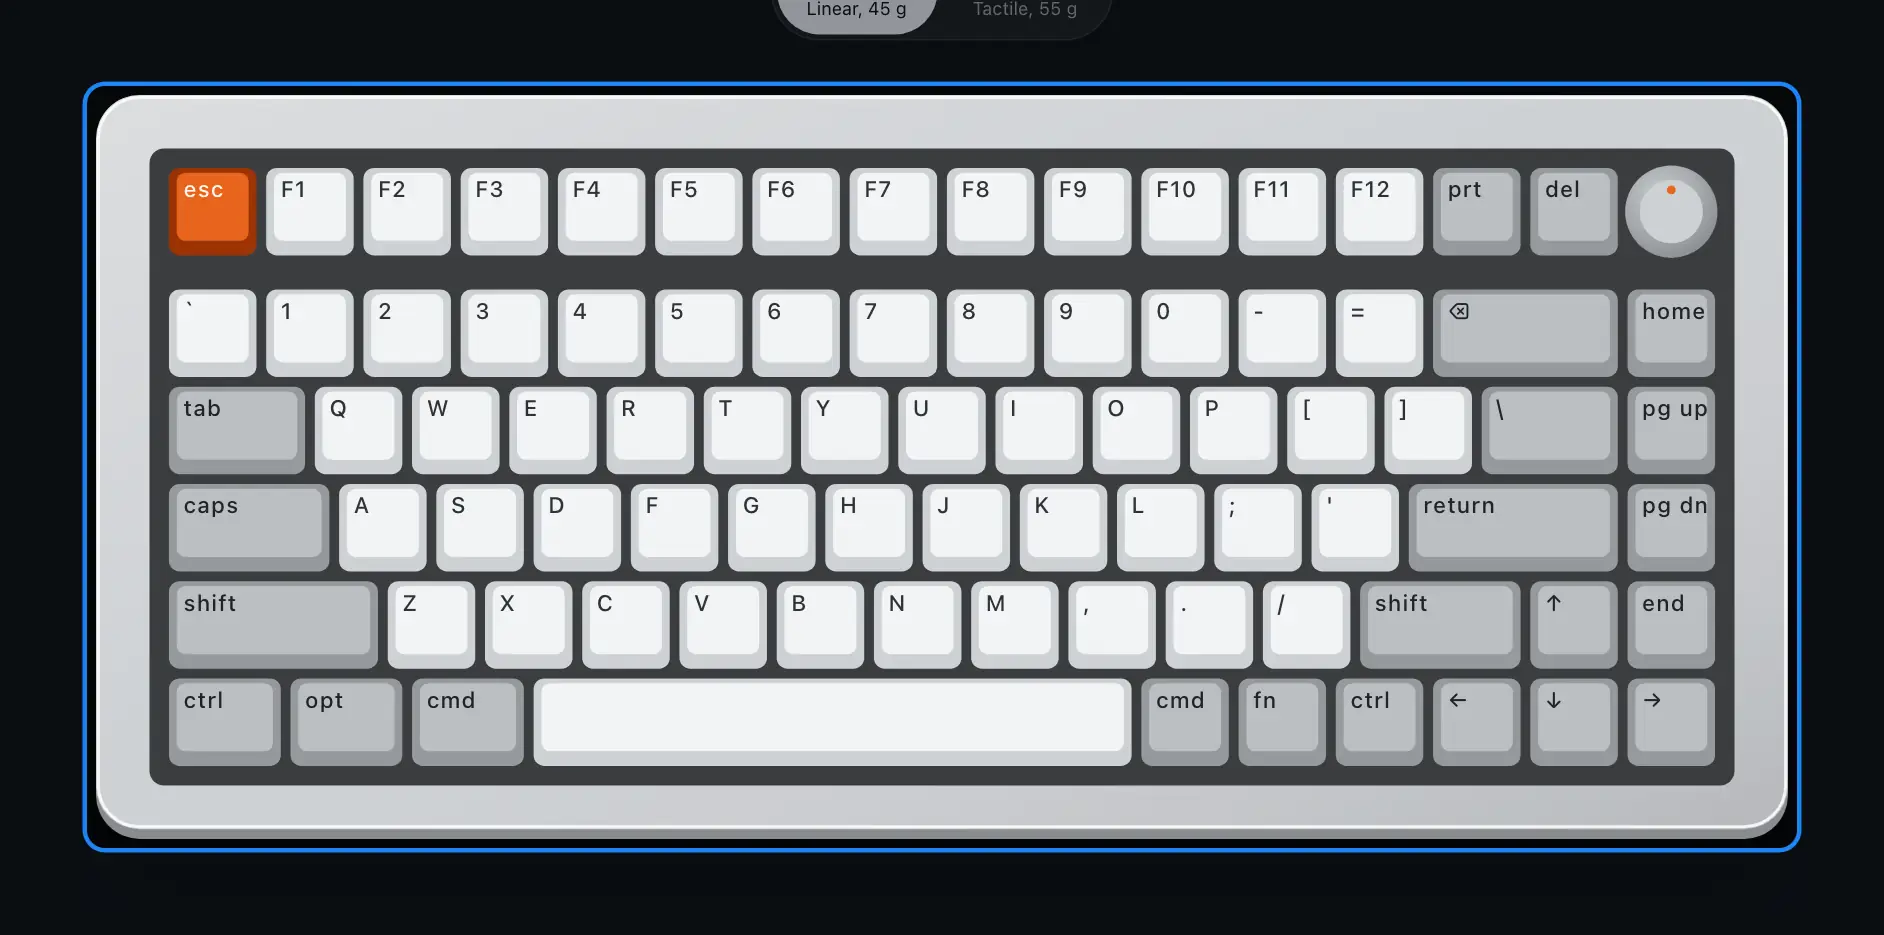 Linear, 45 g Tactile, 55 g
esc F1 F2 F3 F4 F5 F6 F7 F8 F9 F10 F11 F12 prt del
` 1 2 3 4 5 6 7 8 9 0 - = ⌫ home
tab Q W E R T Y U I O P [ ] \ pg up
caps A S D F G H J K L ; ' return pg dn
shift Z X C V B N M , . / shift ↑ end
ctrl opt cmd cmd fn ctrl ← ↓ →